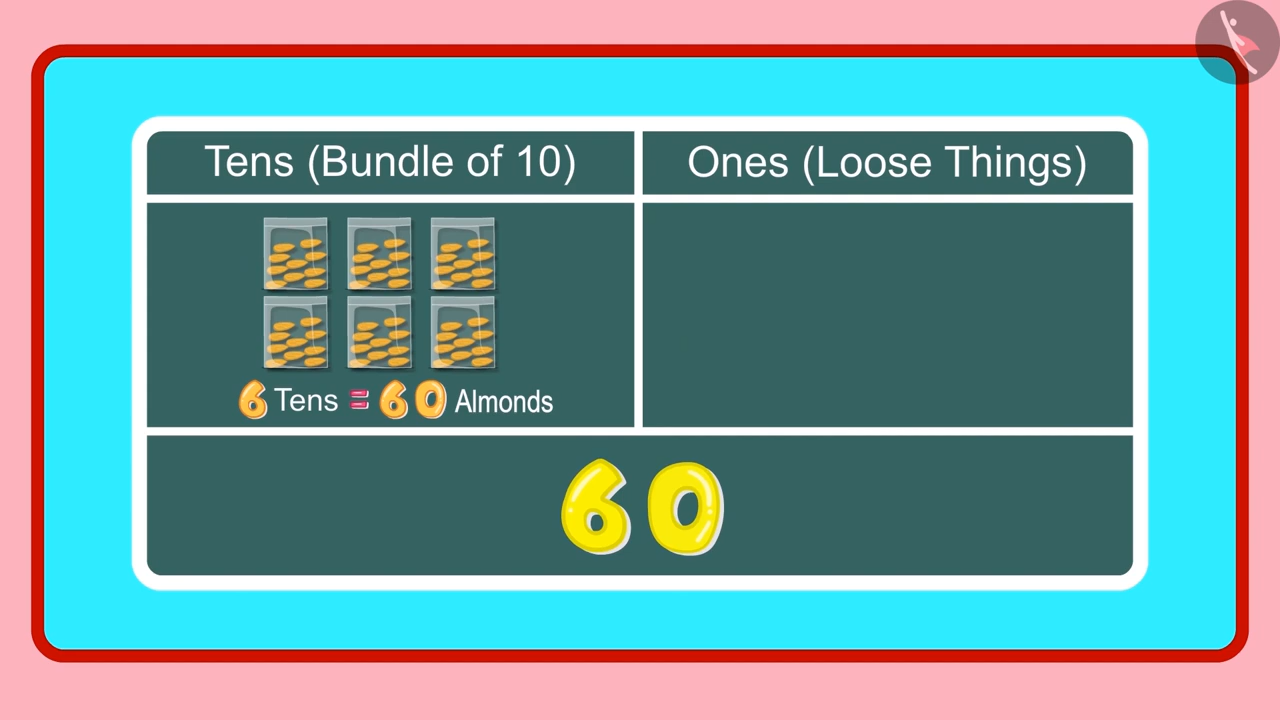 Tens (Bundle of 10)
Ones (Loose Things)
6 Tens = 60 Almonds
60